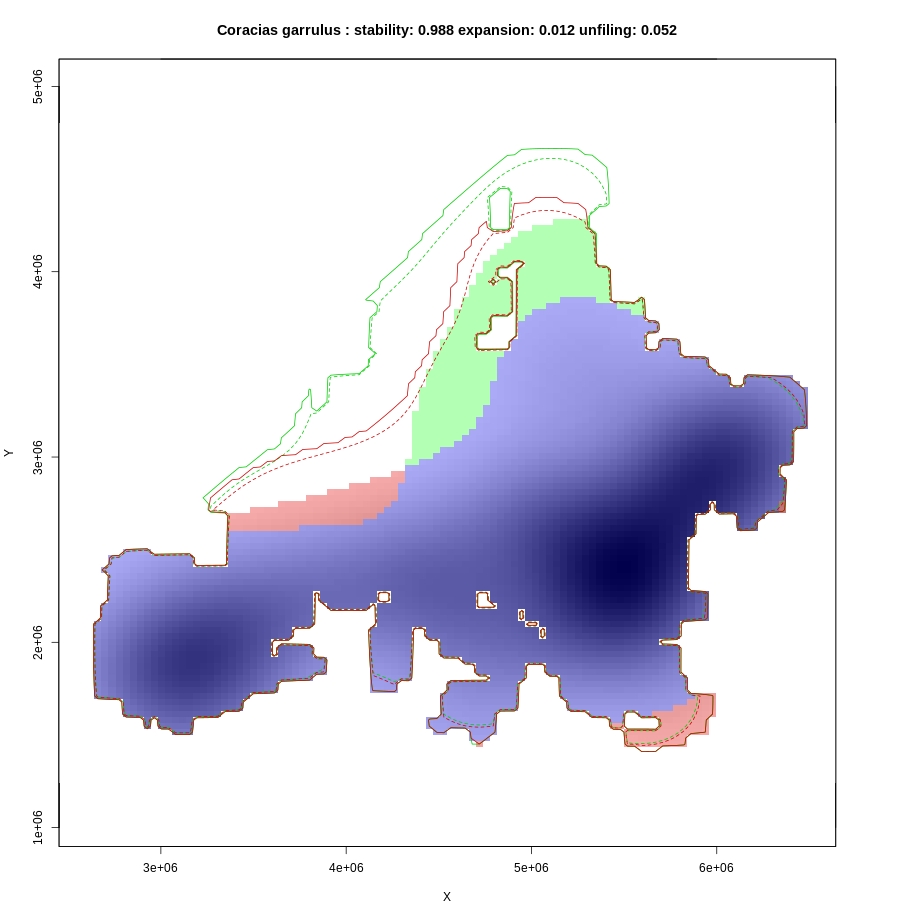 Coracias garrulus : stability: 0.988 expansion: 0.012 unfiling: 0.052
5e+06
4e+06
3e+06
2e+06
1e+06
Y
3e+06 4e+06 5e+06 6e+06
X